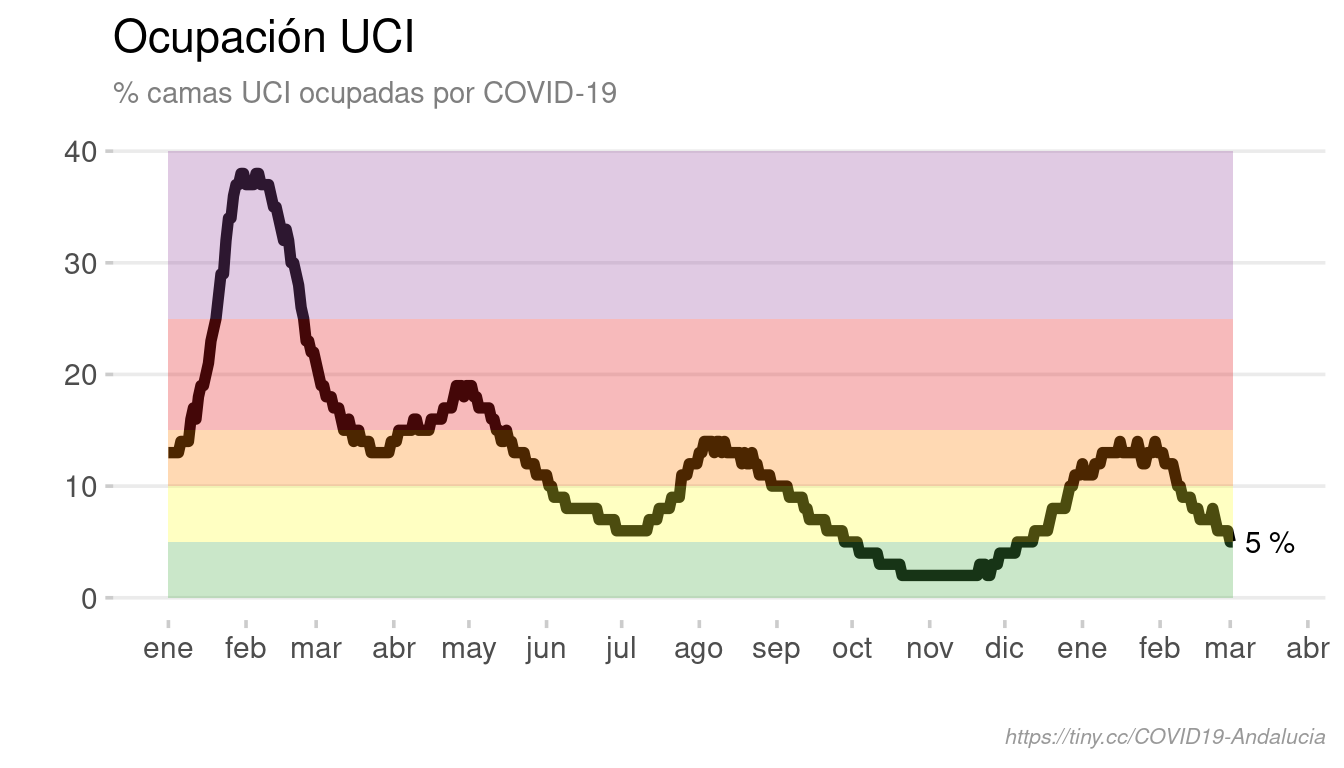 Ocupación UCI
% camas UCI ocupadas por COVID-19
40
30
20
10
0
5 %
ene feb mar abr may jun jul ago sep oct nov dic ene feb mar abr
https://tiny.cc/COVID19-Andalucia